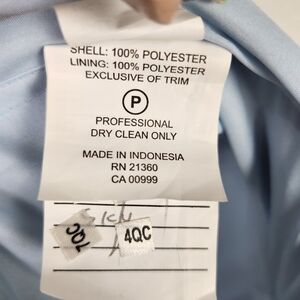 SHELL: 100% POLYESTER
LINING: 100% POLYESTER
EXCLUSIVE OF TRIM
P
PROFESSIONAL
DRY CLEAN ONLY
MADE IN INDONESIA
RN 21360
CA 00999
4QC